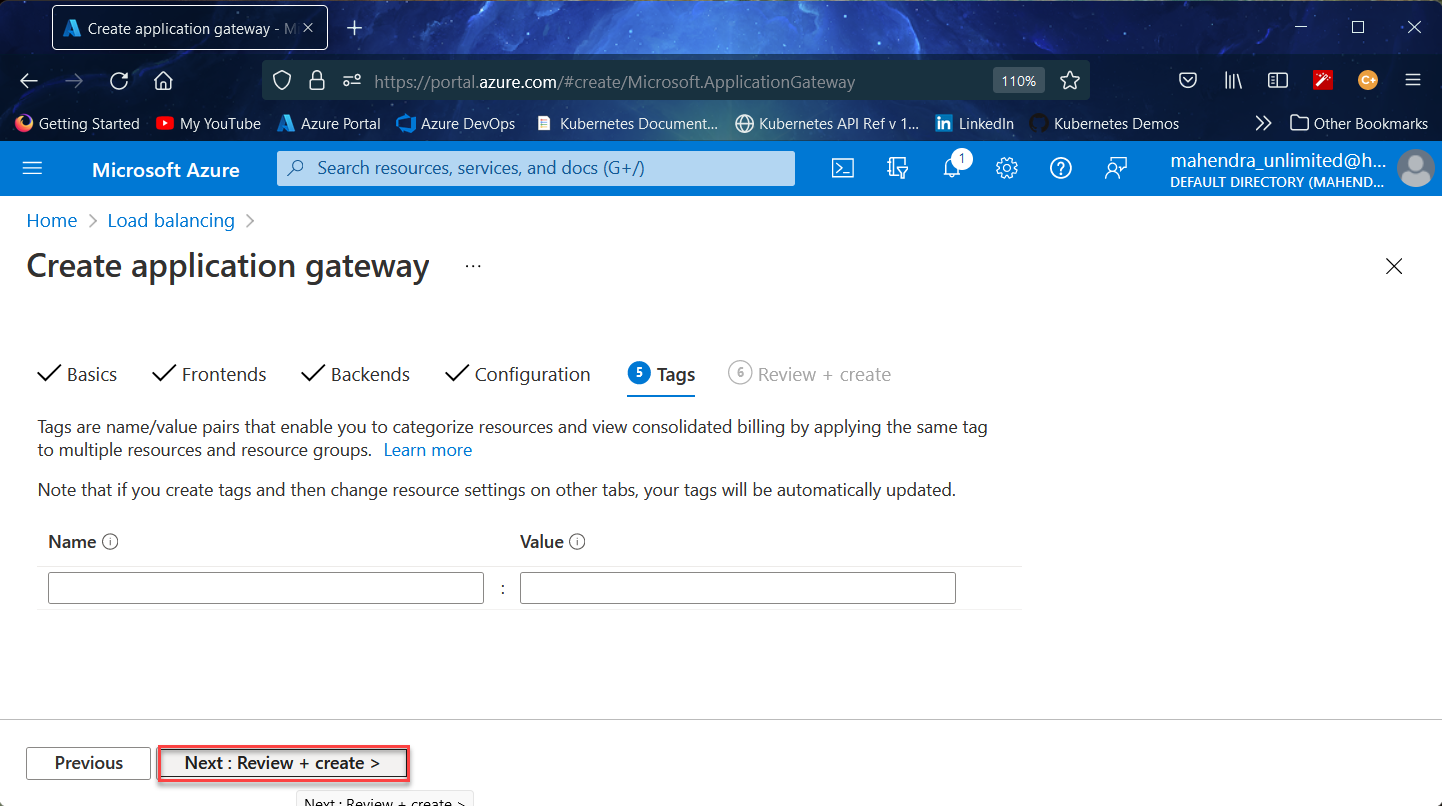 Create application gateway - M
https://portal.azure.com/#create/Microsoft.ApplicationGateway
110%
Getting Started
My YouTube
Azure Portal
Azure DevOps
Kubernetes Document...
Kubernetes API Ref v 1...
LinkedIn
Kubernetes Demos
Other Bookmarks
Microsoft Azure
Search resources, services, and docs (G+/)
1
mahendra_unlimited@h...
DEFAULT DIRECTORY (MAHEND...
Home > Load balancing >
Create application gateway ...
Basics
Frontends
Backends
Configuration
5 Tags
6 Review + create
Tags are name/value pairs that enable you to categorize resources and view consolidated billing by applying the same tag
to multiple resources and resource groups. Learn more
Note that if you create tags and then change resource settings on other tabs, your tags will be automatically updated.
Name
Value
:
Previous
Next : Review + create >
Next : Review + create >